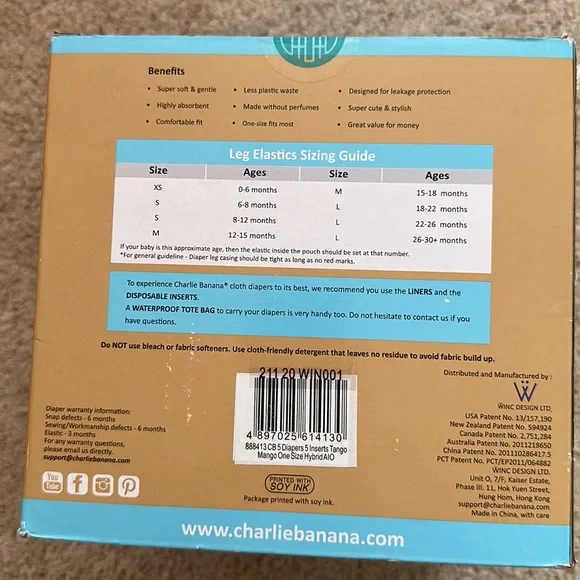 Benefits
• Super soft & gentle • Less plastic waste • Designed for leakage protection
• Highly absorbent • Made without perfumes • Super cute & stylish
• Comfortable fit • One-size fits most • Great value for money
Leg Elastics Sizing Guide
Size Ages Size Ages
XS 0-6 months M 15-18 months
S 6-8 months L 18-22 months
S 8-12 months L 22-26 months
M 12-15 months L 26-30+ months
If your baby is this approximate age, then the elastic inside the pouch should be set at that number.
*For general guideline - Diaper leg casing should be tight as long as no red marks.
To experience Charlie Banana® cloth diapers to its best, we recommend you use the LINERS and the
DISPOSABLE INSERTS.
A WATERPROOF TOTE BAG to carry your diapers is very handy too. Do not hesitate to contact us if you
have questions.
Do NOT use bleach or fabric softeners. Use cloth-friendly detergent that leaves no residue to avoid fabric build up.
Diaper warranty information:
Snap defects - 6 months
Sewing/Workmanship defects - 6 months
Elastic - 3 months
For any warranty questions,
please email us directly.
support@charliebanana.com
You
Tube
211 20 WIN001
4 897025 614130
888413 CB 5 Diapers 5 Inserts Tango
Mango One Size Hybrid AIO
PRINTED WITH
SOY INK
Package printed with soy ink.
Distributed and Manufactured by :
WINC DESIGN LTD.
USA Patent No. 13/157,190
New Zealand Patent No. 594924
Canada Patent No. 2,751,284
Australia Patent No. 2011218650
China Patent No. 201110286417.5
PCT Patent No. PCT/EP2011/064882
WINC DESIGN LTD.
Unit O, 7/F, Kaiser Estate,
Phase III. 11, Hok Yuen Street,
Hung Hom, Hong Kong
support@charliebanana.com
Made in China, with care
www.charliebanana.com